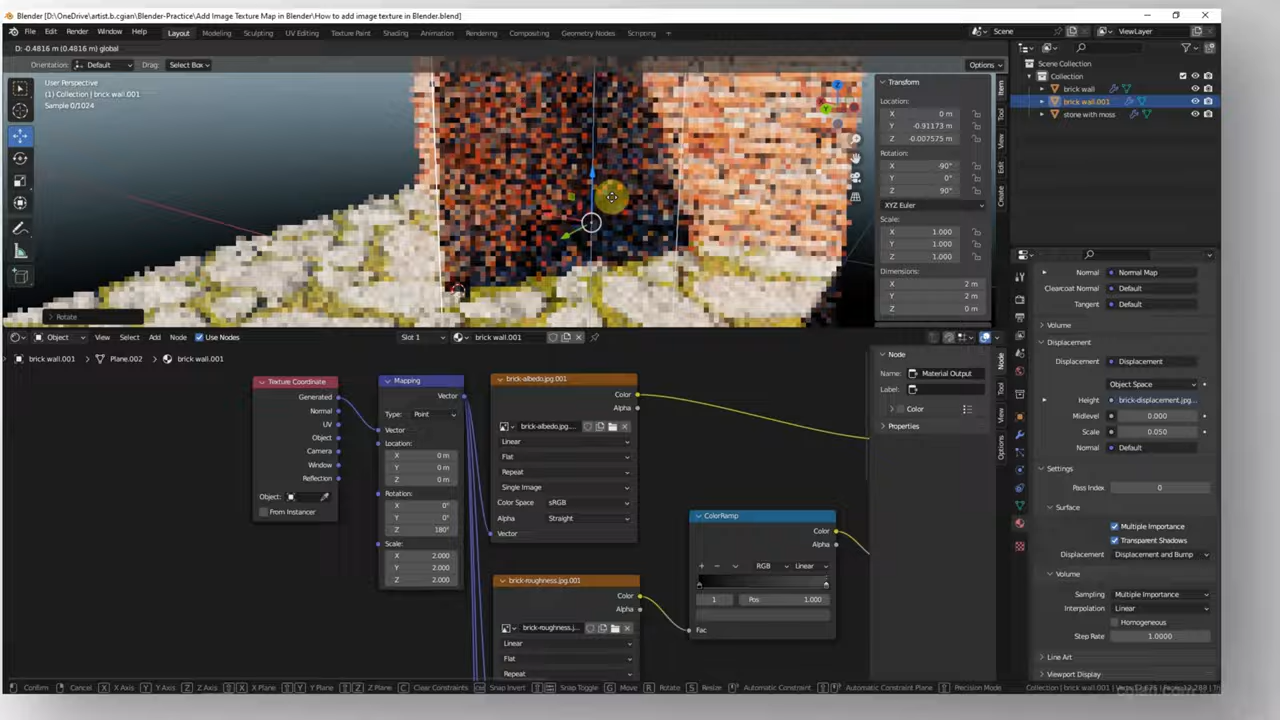 Blender [D:\OneDrive\artist.b.cgian\Blender-Practice\Add Image Texture Map in Blender\How to add image texture in Blender.blend]
File Edit Render Window Help Layout Modeling Sculpting UV Editing Texture Paint Shading Animation Rendering Compositing Geometry Nodes Scripting + Scene ViewLayer
D: -0.4816 m (0.4816 m) global
Orientation: Default Drag: Select Box Options
User Perspective
(1) Collection | brick wall.001
Sample 0/1024
Transform
Location:
X 0 m
Y -0.91173 m
Z -0.007575 m
Rotation:
X -90°
Y 0°
Z 90°
XYZ Euler
Scale:
X 1.000
Y 1.000
Z 1.000
Dimensions:
X 2 m
Y 2 m
Z 0 m
Item
Tool
View
Edit
Create
Rotate
Scene Collection
Collection
brick wall
brick wall.001
stone with moss
Object View Select Add Node Use Nodes Slot 1 brick wall.001
brick wall.001 Plane.002 brick wall.001
Texture Coordinate
Generated
Normal
UV
Object
Camera
Window
Reflection
Object:
From Instancer
Mapping
Vector
Type: Point
Vector
Location:
X 0 m
Y 0 m
Z 0 m
Rotation:
X 0°
Y 0°
Z 180°
Scale:
X 2.000
Y 2.000
Z 2.000
brick-albedo.jpg.001
Color
Alpha
brick-albedo.jpg....
Linear
Flat
Repeat
Single Image
Color Space sRGB
Alpha Straight
Vector
brick-roughness.jpg.001
Color
Alpha
brick-roughness.j...
Linear
Flat
Repeat
ColorRamp
Color
Alpha
+ − RGB Linear
1 Pos 1.000
Fac
Node
Name: Material Output
Label:
Color
Properties
Node
Tool
View
Options
Normal Normal Map
Clearcoat Normal Default
Tangent Default
Volume
Displacement
Displacement Displacement
Object Space
Height brick-displacement.jpg...
Midlevel 0.000
Scale 0.050
Normal Default
Settings
Pass Index 0
Surface
Multiple Importance
Transparent Shadows
Displacement Displacement and Bump
Volume
Sampling Multiple Importance
Interpolation Linear
Homogeneous
Step Rate 1.0000
Line Art
Viewport Display
Confirm Cancel X X Axis Y Y Axis Z Z Axis X X Plane Y Y Plane Z Z Plane C Clear Constraints Snap Invert Snap Toggle G Move R Rotate S Resize Automatic Constraint Automatic Constraint Plane Precision Mode Collection | brick wall.001